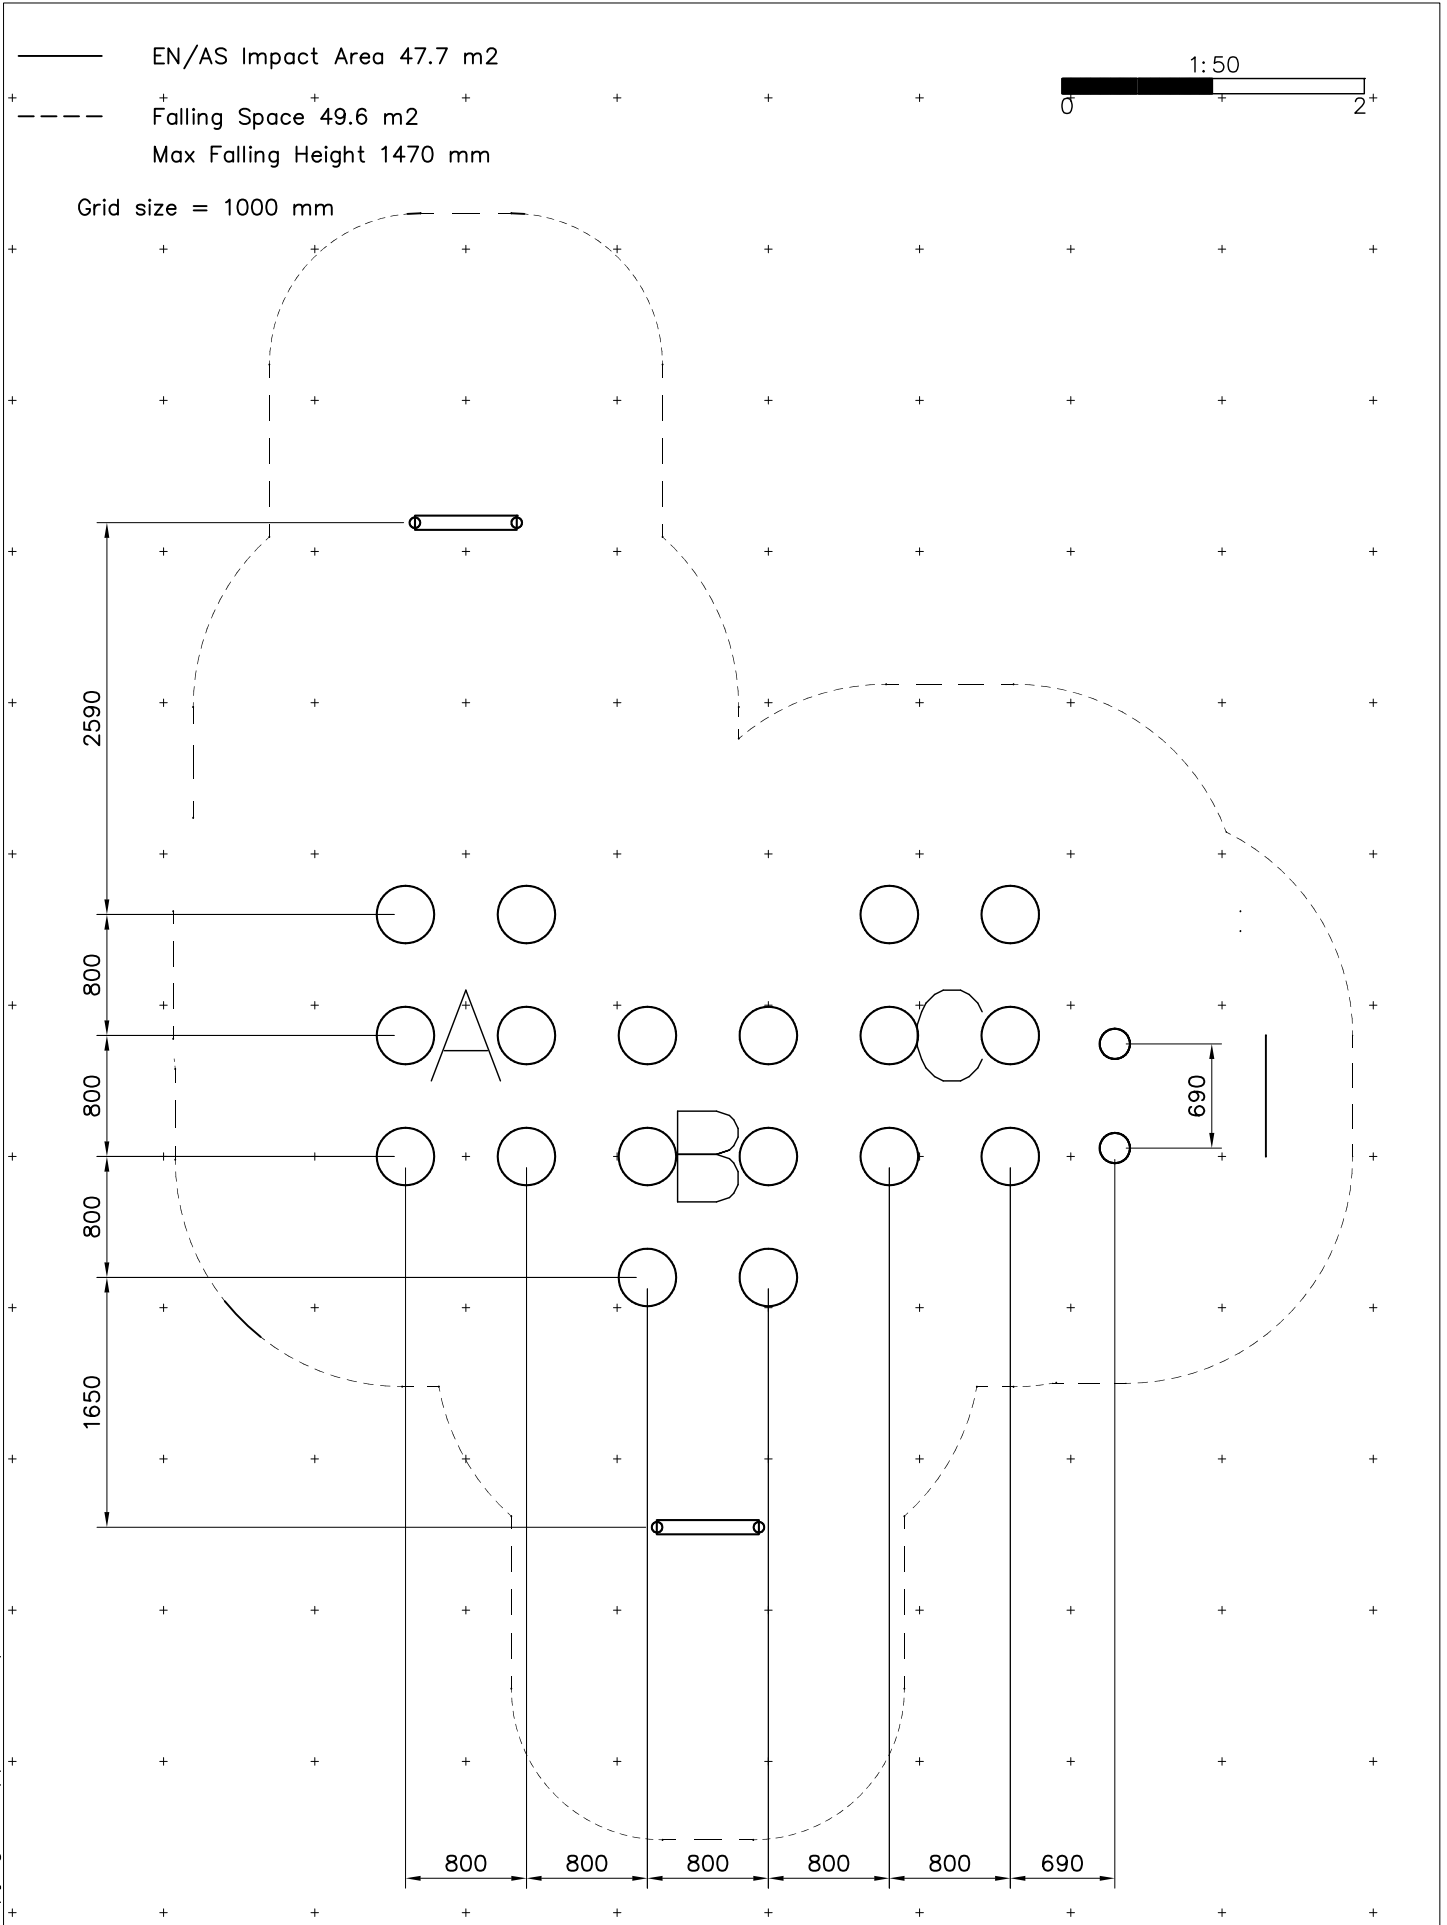 EN/AS Impact Area 47.7 m2
1:50
0 2
Falling Space 49.6 m2
Max Falling Height 1470 mm
Grid size = 1000 mm
2590
800
A
C
800
690
B
800
1650
800 800 800 800 800 690